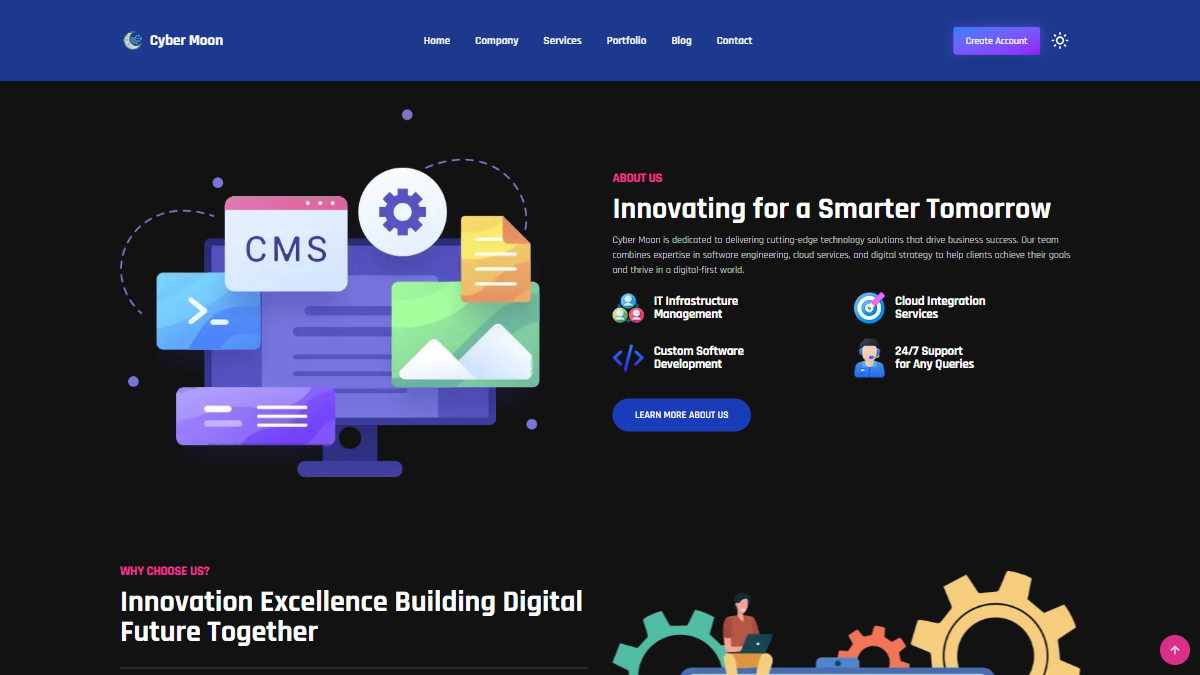 Cyber Moon
Home
Company
Services
Portfolio
Blog
Contact
Create Account
CMS
ABOUT US
Innovating for a Smarter Tomorrow
Cyber Moon is dedicated to delivering cutting-edge technology solutions that drive business success. Our team
combines expertise in software engineering, cloud services, and digital strategy to help clients achieve their goals
and thrive in a digital-first world.
IT Infrastructure
Management
Cloud Integration
Services
Custom Software
Development
24/7 Support
for Any Queries
LEARN MORE ABOUT US
WHY CHOOSE US?
Innovation Excellence Building Digital
Future Together